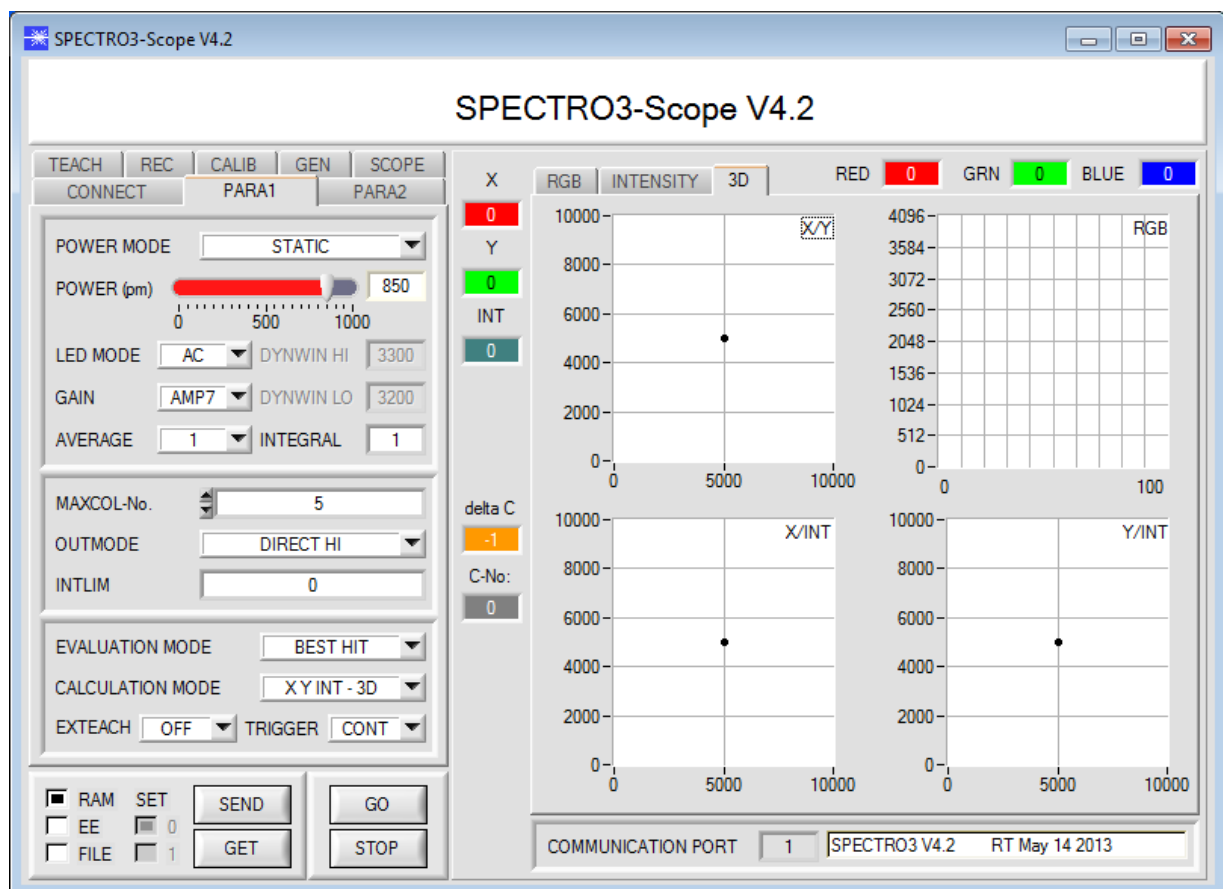 SPECTRO3-Scope V4.2
SPECTRO3-Scope V4.2
TEACH REC CALIB GEN SCOPE
CONNECT PARA1 PARA2
POWER MODE STATIC
POWER (pm) 850
0 500 1000
LED MODE AC DYNWIN HI 3300
GAIN AMP7 DYNWIN LO 3200
AVERAGE 1 INTEGRAL 1
MAXCOL-No. 5
OUTMODE DIRECT HI
INTLIM 0
EVALUATION MODE BEST HIT
CALCULATION MODE X Y INT - 3D
EXTEACH OFF TRIGGER CONT
RAM SET SEND GO
EE 0
FILE 1 GET STOP
X
0
Y
0
INT
0
delta C
-1
C-No:
0
RGB INTENSITY 3D RED 0 GRN 0 BLUE 0
X/Y
10000
8000
6000
4000
2000
0
0 5000 10000
RGB
4096
3584
3072
2560
2048
1536
1024
512
0
0 100
X/INT
10000
8000
6000
4000
2000
0
0 5000 10000
Y/INT
10000
8000
6000
4000
2000
0
0 5000 10000
COMMUNICATION PORT 1 SPECTRO3 V4.2 RT May 14 2013